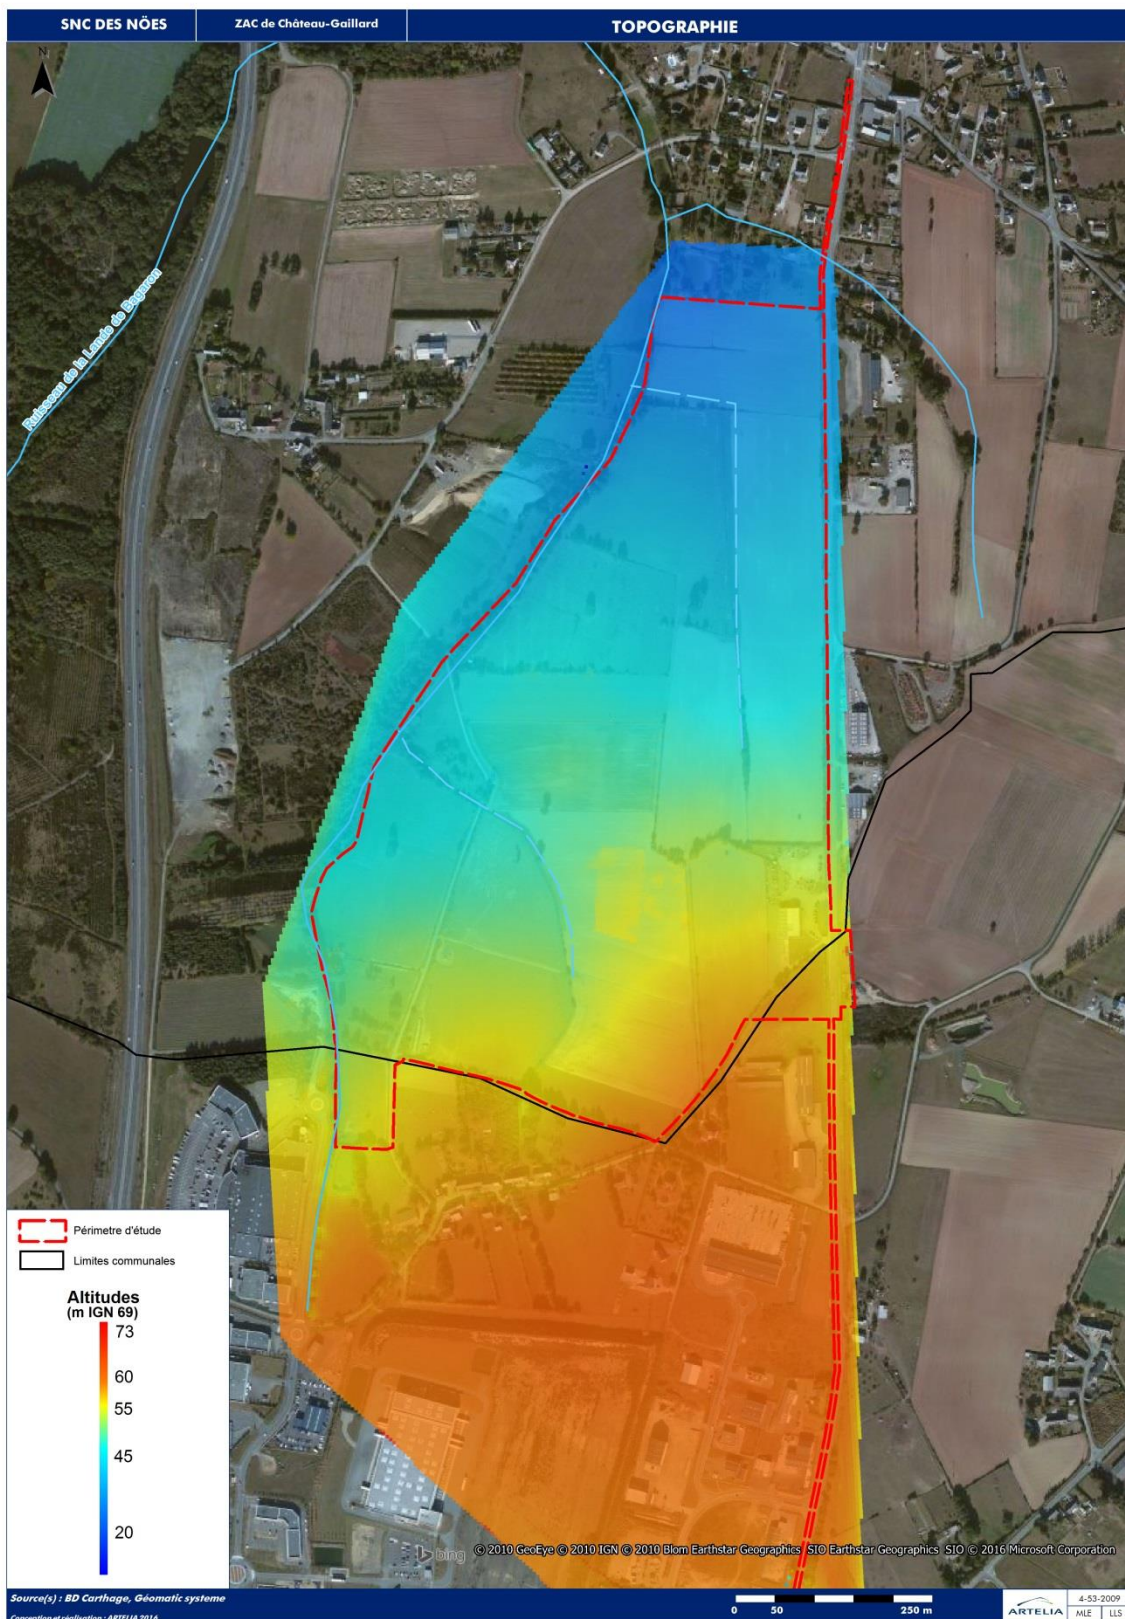 SNC DES NÖES
ZAC de Château-Gaillard
TOPOGRAPHIE
N
Ruisseau de la Lande de Bagaron
Périmetre d'étude
Limites communales
Altitudes
(m IGN 69)
73
60
55
45
20
bing
© 2010 GeoEye © 2010 IGN © 2010 Blom Earthstar Geographics SIO Earthstar Geographics SIO © 2016 Microsoft Corporation
Source(s) : BD Carthage, Géomatic systeme
Conception et réalisation : ARTELIA 2016
0 50 250 m
ARTELIA
4-53-2009
MLE LLS